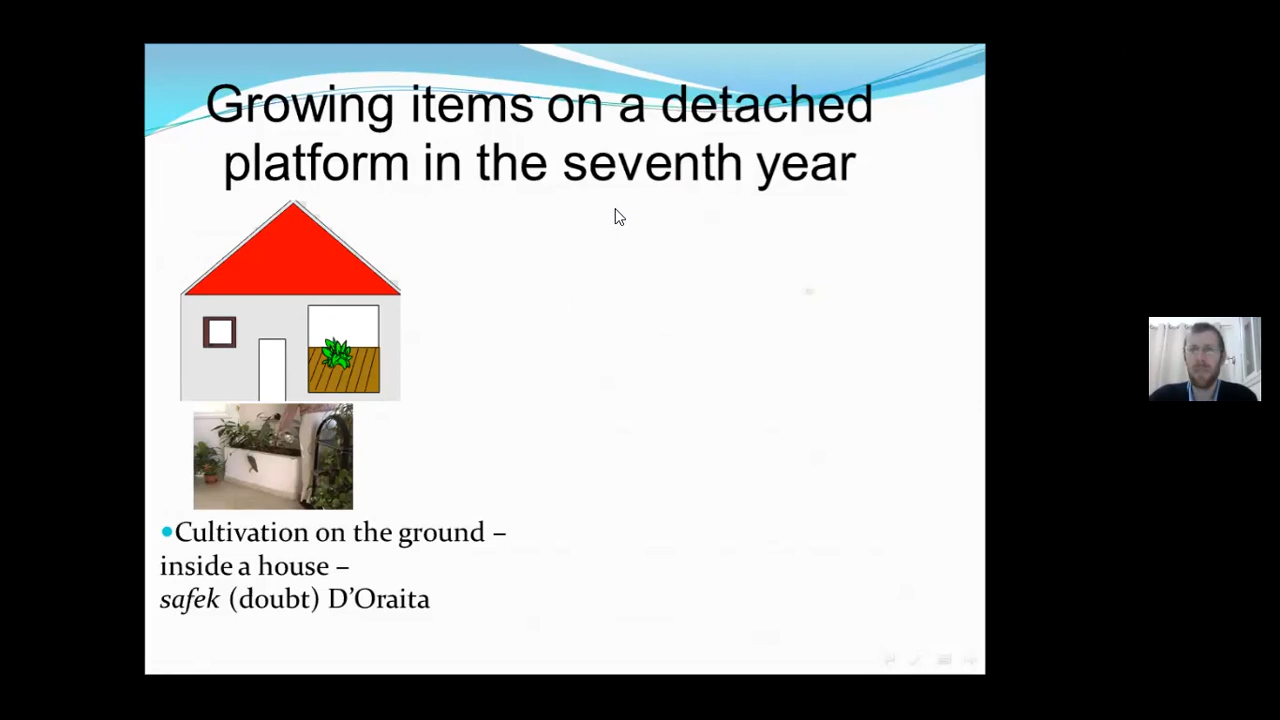 Growing items on a detached
platform in the seventh year
•Cultivation on the ground –
inside a house –
safek (doubt) D’Oraita